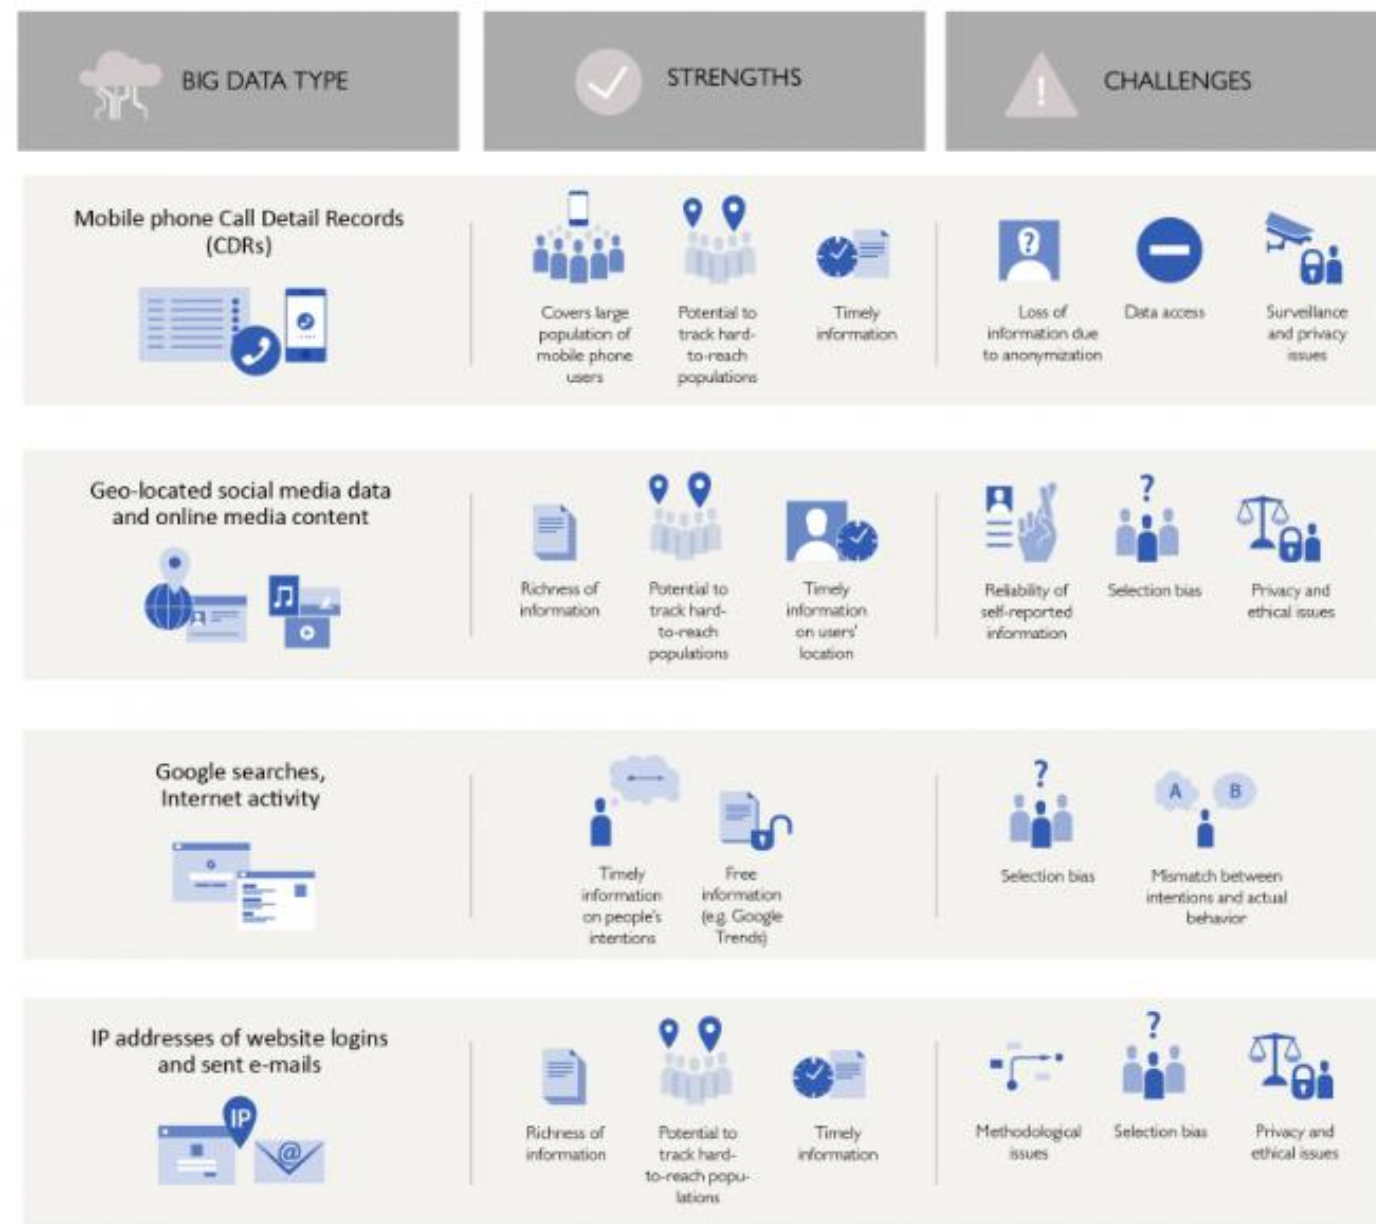 BIG DATA TYPE
STRENGTHS
CHALLENGES
Mobile phone Call Detail Records
(CDRs)
Covers large
population of
mobile phone
users
Potential to
track hard-
to-reach
populations
Timely
information
?
Loss of
information due
to anonymization
Data access
Surveillance
and privacy
issues
Geo-located social media data
and online media content
Richness of
information
Potential to
track hard-
to-reach
populations
Timely
information
on users'
location
Reliability of
self-reported
information
?
Selection bias
Privacy and
ethical issues
Google searches,
Internet activity
Timely
information
on people's
intentions
Free
information
(e.g. Google
Trends)
?
Selection bias
A
B
Mismatch between
intentions and actual
behavior
IP addresses of website logins
and sent e-mails
IP
@
Richness of
information
Potential to
track hard-
to-reach popu-
lations
Timely
information
Methodological
issues
?
Selection bias
Privacy and
ethical issues